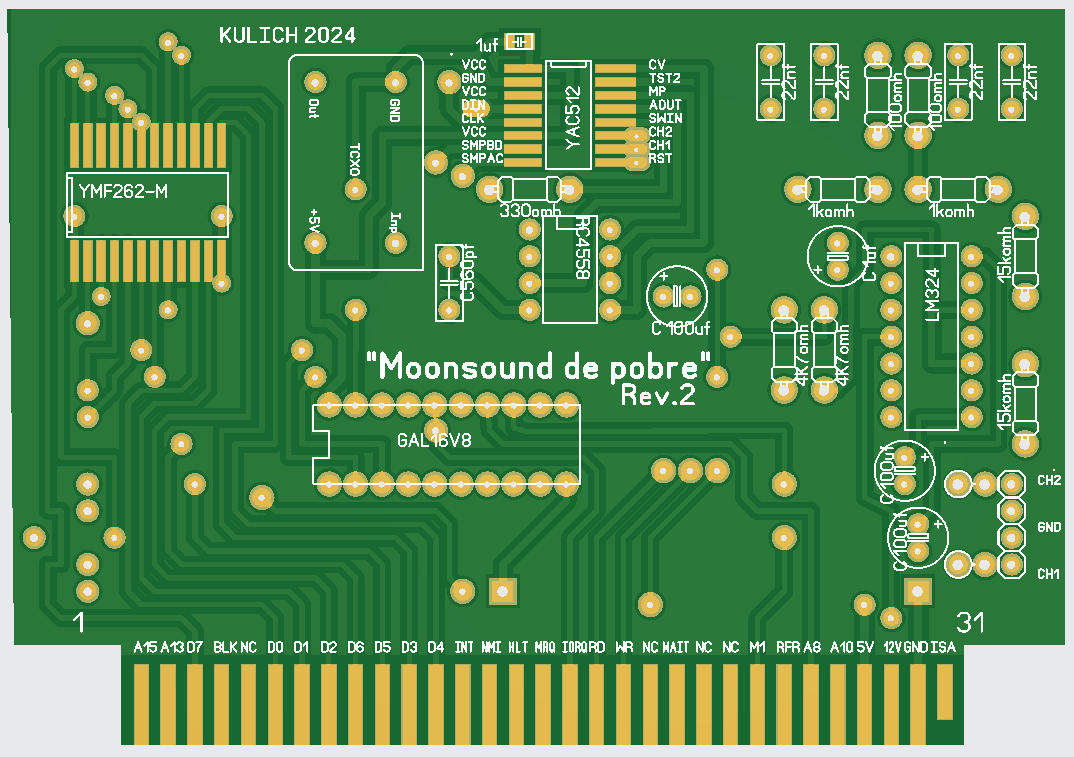 KULICH 2024
1uf
VCC
GND
VCC
DIN
CLK
VCC
SMPBD
SMPAC
YAC512
CV
TST2
MP
AOUT
SWIN
CH2
CH1
RST
22nf
22nf
100omh
100omh
22nf
22nf
Out
GND
TCXO
+5V
Inp
YMF262-M
330omh
1komh
1komh
RC4558
C560pf
C 100uf
C 1uf
LM324
15komh
4K7omh
4K7omh
15komh
"Moonsound de pobre"
Rev.2
GAL16V8
C 100uf
C 100uf
CH2
GND
CH1
1
31
A15 A13 D7 BLK NC D0 D1 D2 D6 D5 D3 D4 INT NMI HLT MRQ IORQ RD WR NC WAIT NC NC M1 RFR A8 A10 5V 12V GND ISA